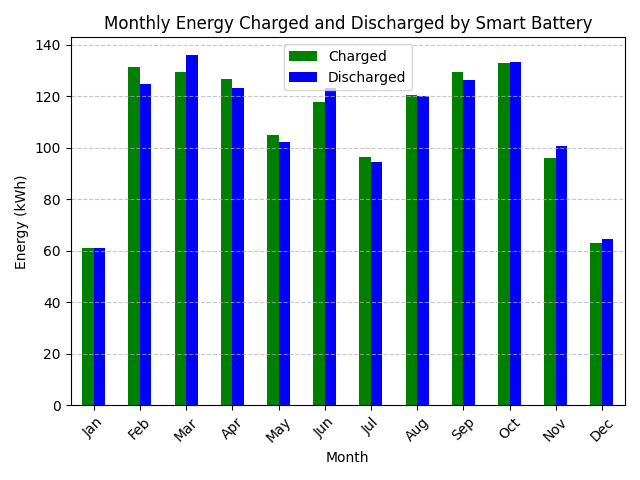 Monthly Energy Charged and Discharged by Smart Battery
Charged
Discharged
Energy (kWh)
140
120
100
80
60
40
20
0
Jan Feb Mar Apr May Jun Jul Aug Sep Oct Nov Dec
Month